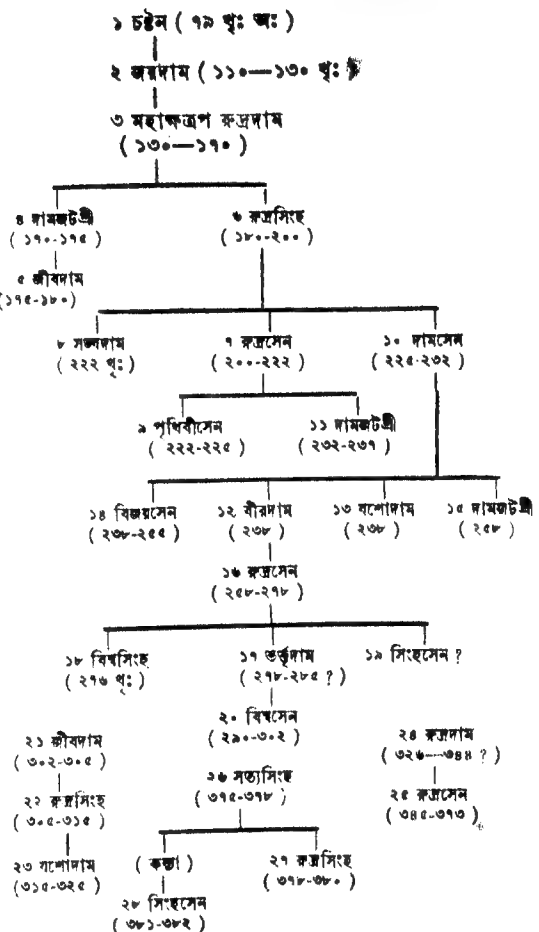 ১ চষ্টন ( ৭৯ খৃঃ অঃ )
২ জয়দাম ( ১১০—১৩০ খৃঃ
৩ মহাক্ষত্রপ রুদ্রদাম
( ১৩০—১৭০ )
৪ দামজটশ্রী ৬ রুদ্রসিংহ
( ১৭০-১৭৫ ) ( ১৮০-২০০ )
৫ জীবদাম
(১৭৫-১৮০)
৮ সঙ্ঘদাম ৭ রুদ্রসেন ১০ দামসেন
( ২২২ খৃঃ ) ( ২০০-২২২ ) ( ২২৫-২৩২ )
৯ পৃথিবীসেন ১১ দামজটশ্রী
( ২২২-২২৫ ) ( ২৩২-২৩৭ )
১৪ বিজয়সেন ১২ বীরদাম ১৩ যশোদাম ১৫ দামজটশ্রী
( ২৩৮-২৫৫ ) ( ২৩৮ ) ( ২৩৮ ) ( ২৫৮ )
১৬ রুদ্রসেন
( ২৫৮-২৭৮ )
১৮ বিশ্বসিংহ ১৭ ভর্ত্তৃদাম ১৯ সিংহসেন ?
( ২৭৬ খৃঃ ) ( ২৭৮-২৮৫ ? )
২০ বিশ্বসেন
( ২৯০-৩০২ )
২১ জীবদাম ২৪ রুদ্রদাম
( ৩০২-৩০৫ ) ( ৩২৬—৩৪৪ ? )
২২ রুদ্রসিংহ ২৬ সত্যসিংহ ২৫ রুদ্রসেন
(৩০৫-৩১৫) ( ৩৭৫-৩৭৮ ) ( ৩৪৫-৩৭৩ )
২৩ যশোদাম ( কন্তা ) ২৭ রুদ্রসিংহ
(৩১৫-৩২৫) ( ৩৭৮-৩৮০ )
২৮ সিংহসেন
(৩৮১-৩৮২ )